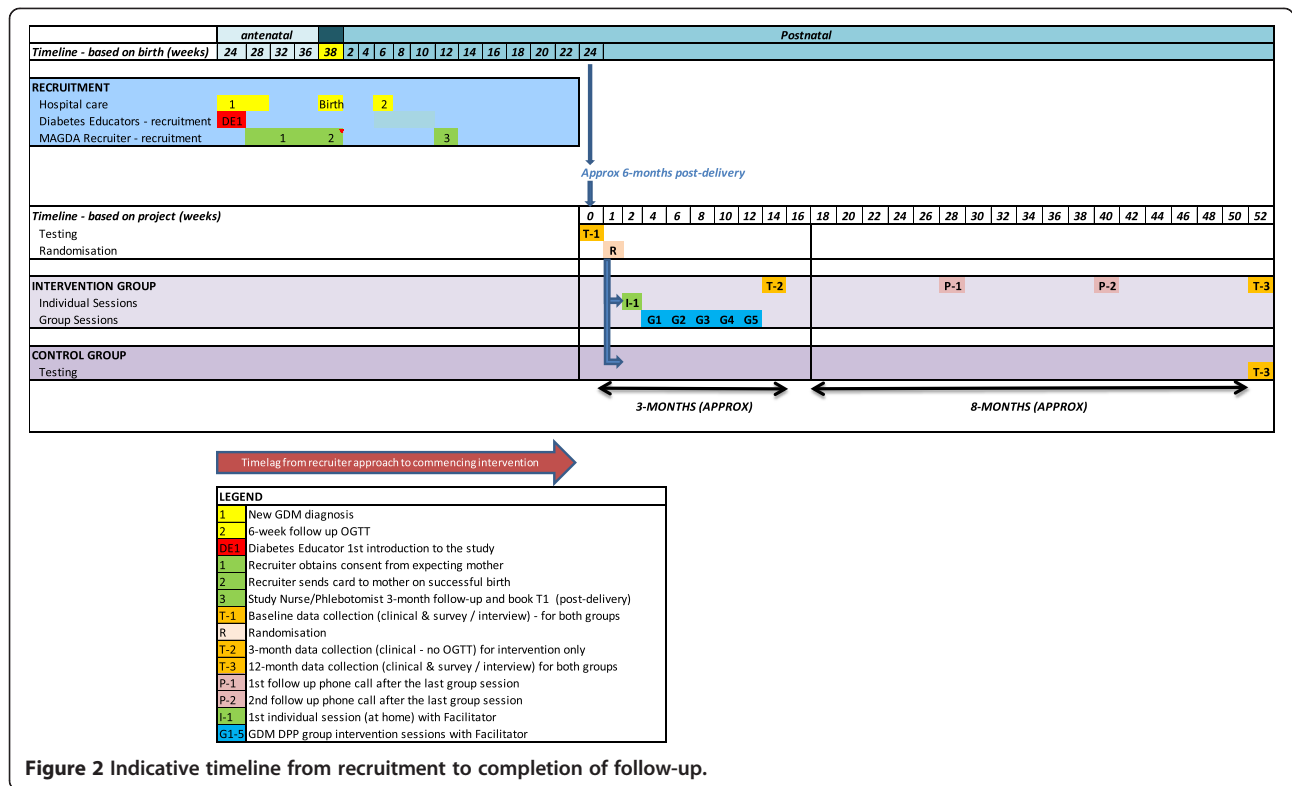 antenatal Postnatal
Timeline - based on birth (weeks) 24 28 32 36 38 2 4 6 8 10 12 14 16 18 20 22 24
RECRUITMENT
Hospital care 1 Birth 2
Diabetes Educators - recruitment DE1
MAGDA Recruiter - recruitment 1 2 3
Approx 6-months post-delivery
Timeline - based on project (weeks) 0 1 2 4 6 8 10 12 14 16 18 20 22 24 26 28 30 32 34 36 38 40 42 44 46 48 50 52
Testing T-1
Randomisation R
INTERVENTION GROUP T-2 P-1 P-2 T-3
Individual Sessions I-1
Group Sessions G1 G2 G3 G4 G5
CONTROL GROUP
Testing T-3
3-MONTHS (APPROX) 8-MONTHS (APPROX)
Timelag from recruiter approach to commencing intervention
LEGEND
1 New GDM diagnosis
2 6-week follow up OGTT
DE1 Diabetes Educator 1st introduction to the study
1 Recruiter obtains consent from expecting mother
2 Recruiter sends card to mother on successful birth
3 Study Nurse/Phlebotomist 3-month follow-up and book T1 (post-delivery)
T-1 Baseline data collection (clinical & survey / interview) - for both groups
R Randomisation
T-2 3-month data collection (clinical - no OGTT) for intervention only
T-3 12-month data collection (clinical & survey / interview) for both groups
P-1 1st follow up phone call after the last group session
P-2 2nd follow up phone call after the last group session
I-1 1st individual session (at home) with Facilitator
G1-5 GDM DPP group intervention sessions with Facilitator
Figure 2 Indicative timeline from recruitment to completion of follow-up.